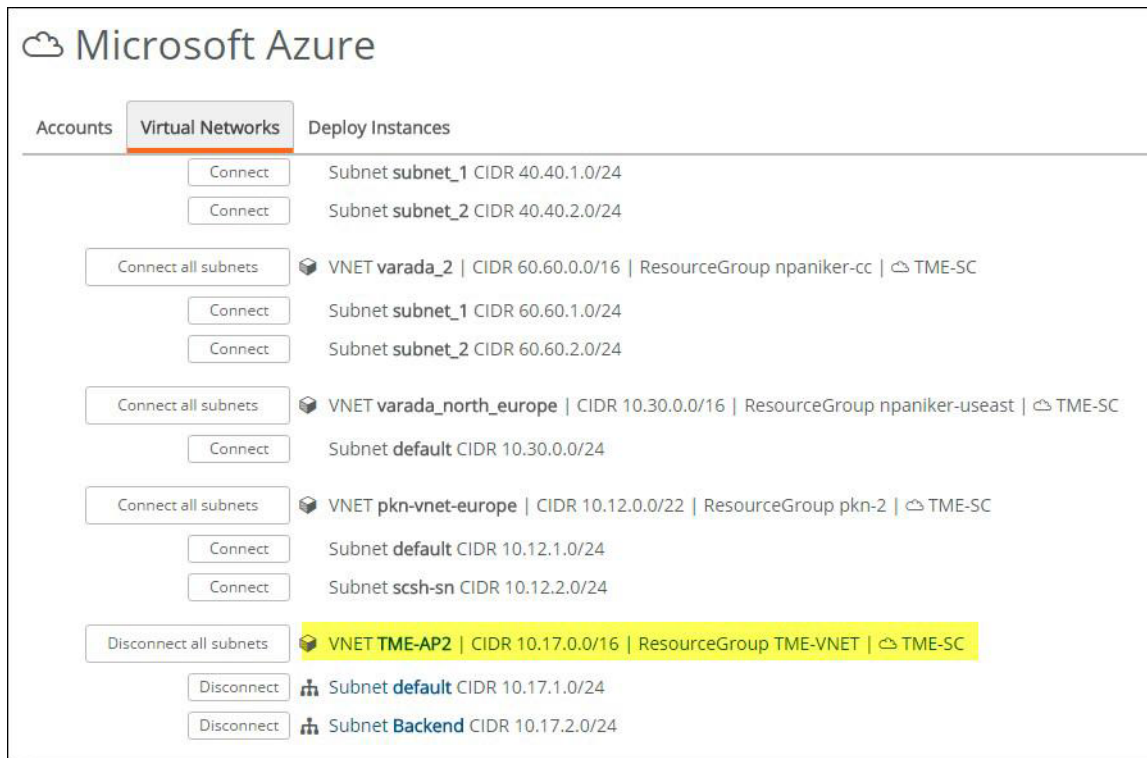 Microsoft Azure
Accounts Virtual Networks Deploy Instances
Connect Subnet subnet_1 CIDR 40.40.1.0/24
Connect Subnet subnet_2 CIDR 40.40.2.0/24
Connect all subnets VNET varada_2 | CIDR 60.60.0.0/16 | ResourceGroup npaniker-cc | TME-SC
Connect Subnet subnet_1 CIDR 60.60.1.0/24
Connect Subnet subnet_2 CIDR 60.60.2.0/24
Connect all subnets VNET varada_north_europe | CIDR 10.30.0.0/16 | ResourceGroup npaniker-useast | TME-SC
Connect Subnet default CIDR 10.30.0.0/24
Connect all subnets VNET pkn-vnet-europe | CIDR 10.12.0.0/22 | ResourceGroup pkn-2 | TME-SC
Connect Subnet default CIDR 10.12.1.0/24
Connect Subnet scsh-sn CIDR 10.12.2.0/24
Disconnect all subnets VNET TME-AP2 | CIDR 10.17.0.0/16 | ResourceGroup TME-VNET | TME-SC
Disconnect Subnet default CIDR 10.17.1.0/24
Disconnect Subnet Backend CIDR 10.17.2.0/24